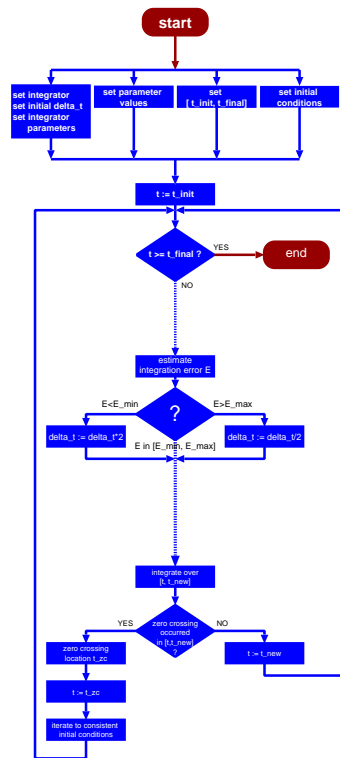 start
set integrator
set initial delta_t
set integrator
parameters
set parameter
values
set
[ t_init, t_final]
set initial
conditions
t := t_init
t >= t_final ?
YES
end
NO
estimate
integration error E
E<E_min
?
E>E_max
delta_t := delta_t*2
E in [E_min, E_max]
delta_t := delta_t/2
integrate over
[t, t_new]
YES
zero crossing
occurred
in [t,t_new]
?
NO
zero crossing
location t_zc
t := t_new
t := t_zc
iterate to consistent
initial conditions